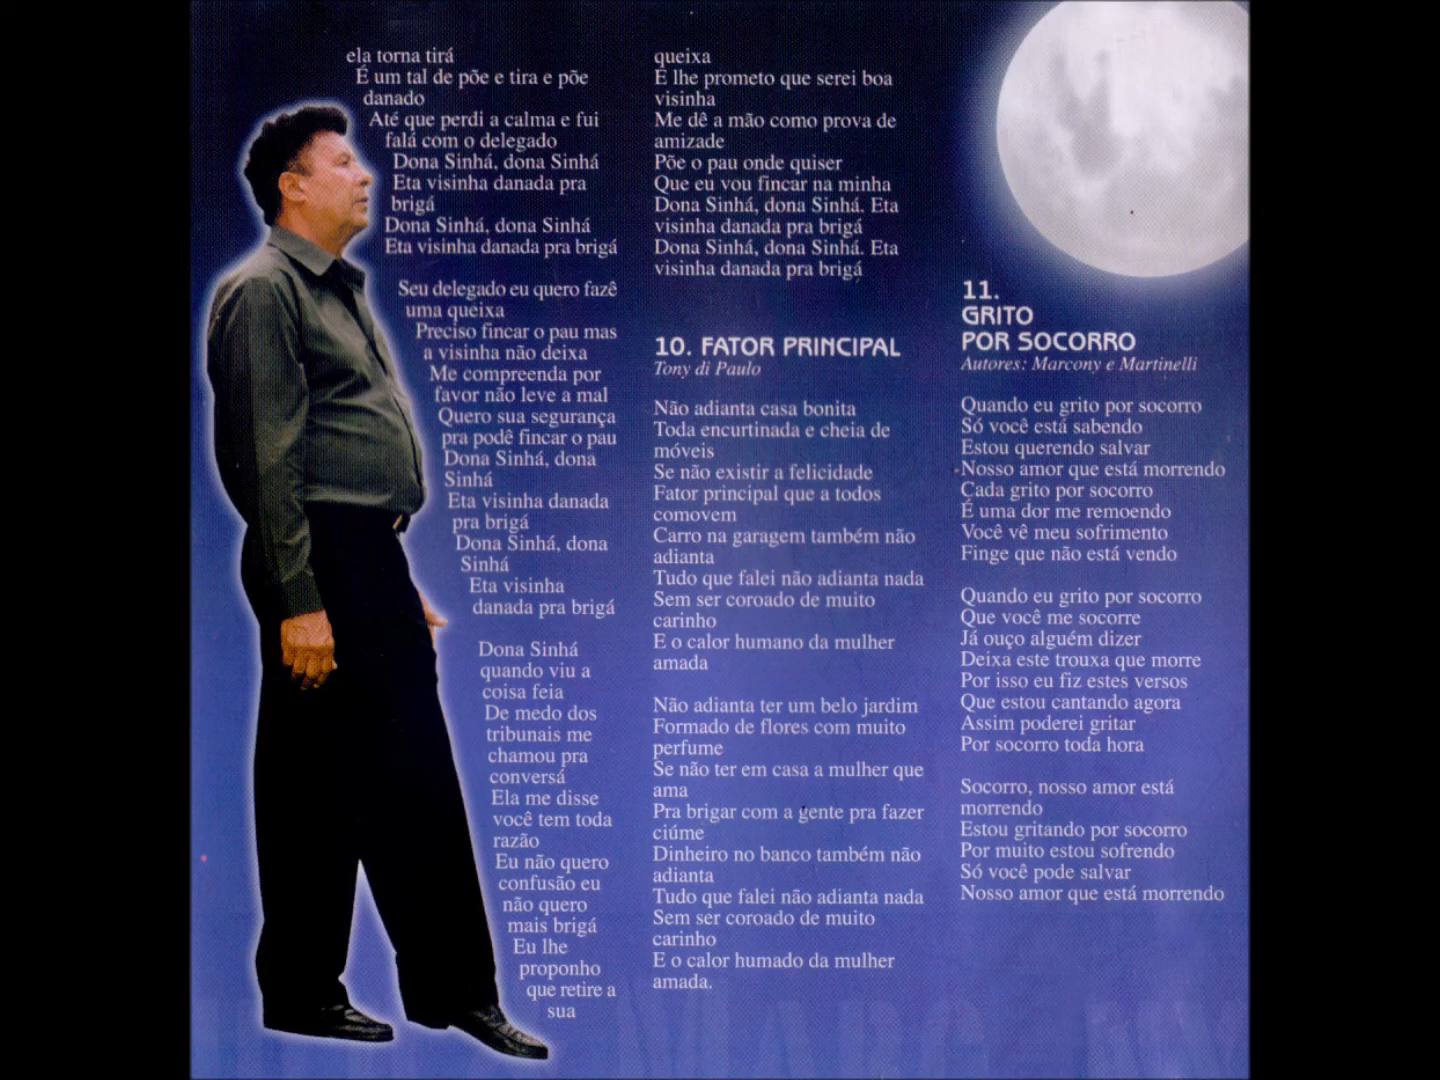 ela torna tirá
É um tal de põe e tira e põe
danado
Até que perdi a calma e fui
falá com o delegado
Dona Sinhá, dona Sinhá
Eta visinha danada pra
brigá
Dona Sinhá, dona Sinhá
Eta visinha danada pra brigá
Seu delegado eu quero fazê
uma queixa
Preciso fincar o pau mas
a visinha não deixa
Me compreenda por
favor não leve a mal
Quero sua segurança
pra podê fincar o pau
Dona Sinhá, dona
Sinhá
Eta visinha danada
pra brigá
Dona Sinhá, dona
Sinhá
Eta visinha
danada pra brigá
Dona Sinhá
quando viu a
coisa feia
De medo dos
tribunais me
chamou pra
conversá
Ela me disse
você tem toda
razão
Eu não quero
confusão eu
não quero
mais brigá
Eu lhe
proponho
que retire a
sua
queixa
E lhe prometo que serei boa
visinha
Me dê a mão como prova de
amizade
Põe o pau onde quiser
Que eu vou fincar na minha
Dona Sinhá, dona Sinhá. Eta
visinha danada pra brigá
Dona Sinhá, dona Sinhá. Eta
visinha danada pra brigá
10. FATOR PRINCIPAL
Tony di Paulo
Não adianta casa bonita
Toda encurtinada e cheia de
móveis
Se não existir a felicidade
Fator principal que a todos
comovem
Carro na garagem também não
adianta
Tudo que falei não adianta nada
Sem ser coroado de muito
carinho
E o calor humano da mulher
amada
Não adianta ter um belo jardim
Formado de flores com muito
perfume
Se não ter em casa a mulher que
ama
Pra brigar com a gente pra fazer
ciúme
Dinheiro no banco também não
adianta
Tudo que falei não adianta nada
Sem ser coroado de muito
carinho
E o calor humado da mulher
amada.
11.
GRITO
POR SOCORRO
Autores: Marcony e Martinelli
Quando eu grito por socorro
Só você está sabendo
Estou querendo salvar
Nosso amor que está morrendo
Cada grito por socorro
É uma dor me remoendo
Você vê meu sofrimento
Finge que não está vendo
Quando eu grito por socorro
Que você me socorre
Já ouço alguém dizer
Deixa este trouxa que morre
Por isso eu fiz estes versos
Que estou cantando agora
Assim poderei gritar
Por socorro toda hora
Socorro, nosso amor está
morrendo
Estou gritando por socorro
Por muito estou sofrendo
Só você pode salvar
Nosso amor que está morrendo